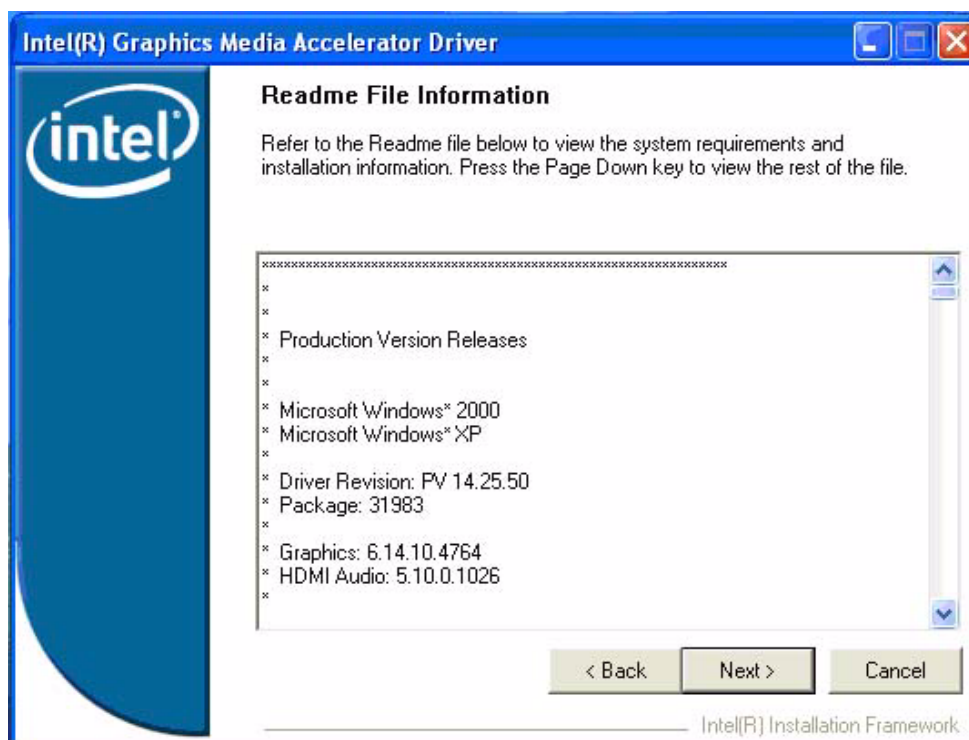 Intel(R) Graphics Media Accelerator Driver
intel
Readme File Information
Refer to the Readme file below to view the system requirements and
installation information. Press the Page Down key to view the rest of the file.
*****************************************************************
*
*
* Production Version Releases
*
*
* Microsoft Windows* 2000
* Microsoft Windows* XP
*
* Driver Revision: PV 14.25.50
* Package: 31983
*
* Graphics: 6.14.10.4764
* HDMI Audio: 5.10.0.1026
*
< Back
Next >
Cancel
Intel(R) Installation Framework